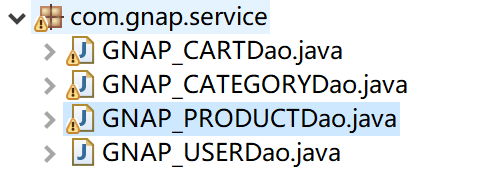 com.gnap.service
GNAP_CARTDao.java
GNAP_CATEGORYDao.java
GNAP_PRODUCTDao.java
GNAP_USERDao.java